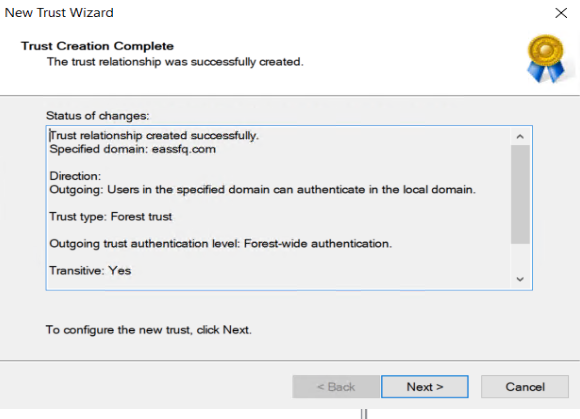 New Trust Wizard
Trust Creation Complete
The trust relationship was successfully created.
Status of changes:
Trust relationship created successfully.
Specified domain: eassfq.com
Direction:
Outgoing: Users in the specified domain can authenticate in the local domain.
Trust type: Forest trust
Outgoing trust authentication level: Forest-wide authentication.
Transitive: Yes
To configure the new trust, click Next.
< Back
Next >
Cancel